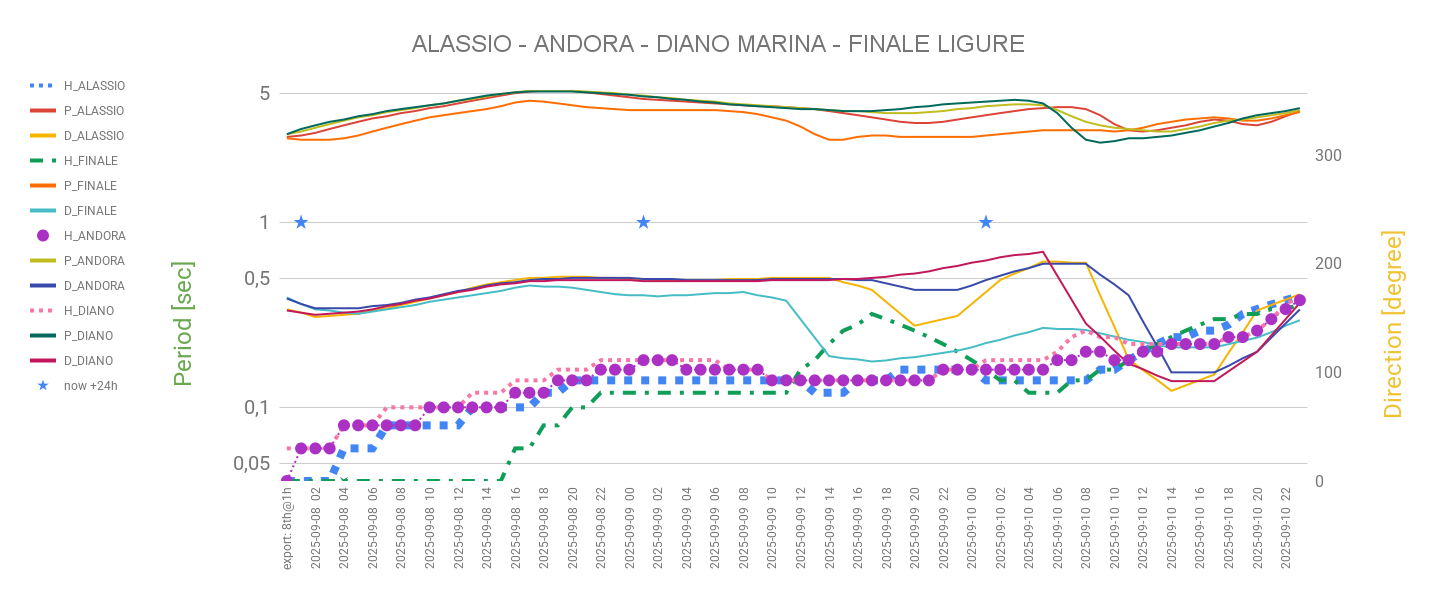 ALASSIO - ANDORA - DIANO MARINA - FINALE LIGURE
H_ALASSIO
P_ALASSIO
D_ALASSIO
H_FINALE
P_FINALE
D_FINALE
H_ANDORA
P_ANDORA
D_ANDORA
H_DIANO
P_DIANO
D_DIANO
now +24h
Period [sec]
5
1
0,5
0,1
0,05
300
200
100
0
Direction [degree]
export: 8th@1h
2025-09-08 02
2025-09-08 04
2025-09-08 06
2025-09-08 08
2025-09-08 10
2025-09-08 12
2025-09-08 14
2025-09-08 16
2025-09-08 18
2025-09-08 20
2025-09-08 22
2025-09-09 00
2025-09-09 02
2025-09-09 04
2025-09-09 06
2025-09-09 08
2025-09-09 10
2025-09-09 12
2025-09-09 14
2025-09-09 16
2025-09-09 18
2025-09-09 20
2025-09-09 22
2025-09-10 00
2025-09-10 02
2025-09-10 04
2025-09-10 06
2025-09-10 08
2025-09-10 10
2025-09-10 12
2025-09-10 14
2025-09-10 16
2025-09-10 18
2025-09-10 20
2025-09-10 22